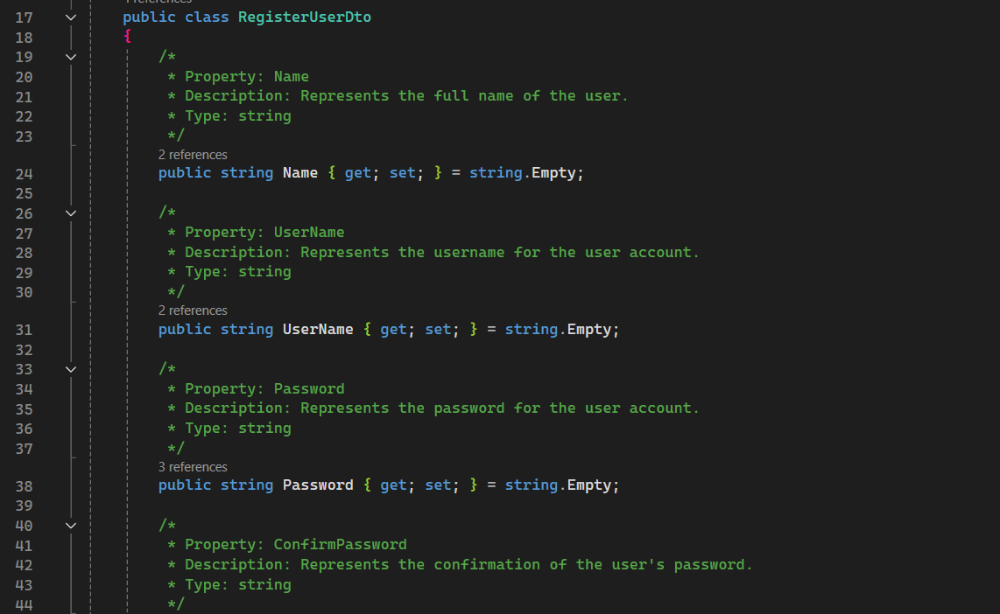 17 public class RegisterUserDto
18 {
19 /*
20 * Property: Name
21 * Description: Represents the full name of the user.
22 * Type: string
23 */
2 references
24 public string Name { get; set; } = string.Empty;
25
26 /*
27 * Property: UserName
28 * Description: Represents the username for the user account.
29 * Type: string
30 */
2 references
31 public string UserName { get; set; } = string.Empty;
32
33 /*
34 * Property: Password
35 * Description: Represents the password for the user account.
36 * Type: string
37 */
3 references
38 public string Password { get; set; } = string.Empty;
39
40 /*
41 * Property: ConfirmPassword
42 * Description: Represents the confirmation of the user's password.
43 * Type: string
44 */